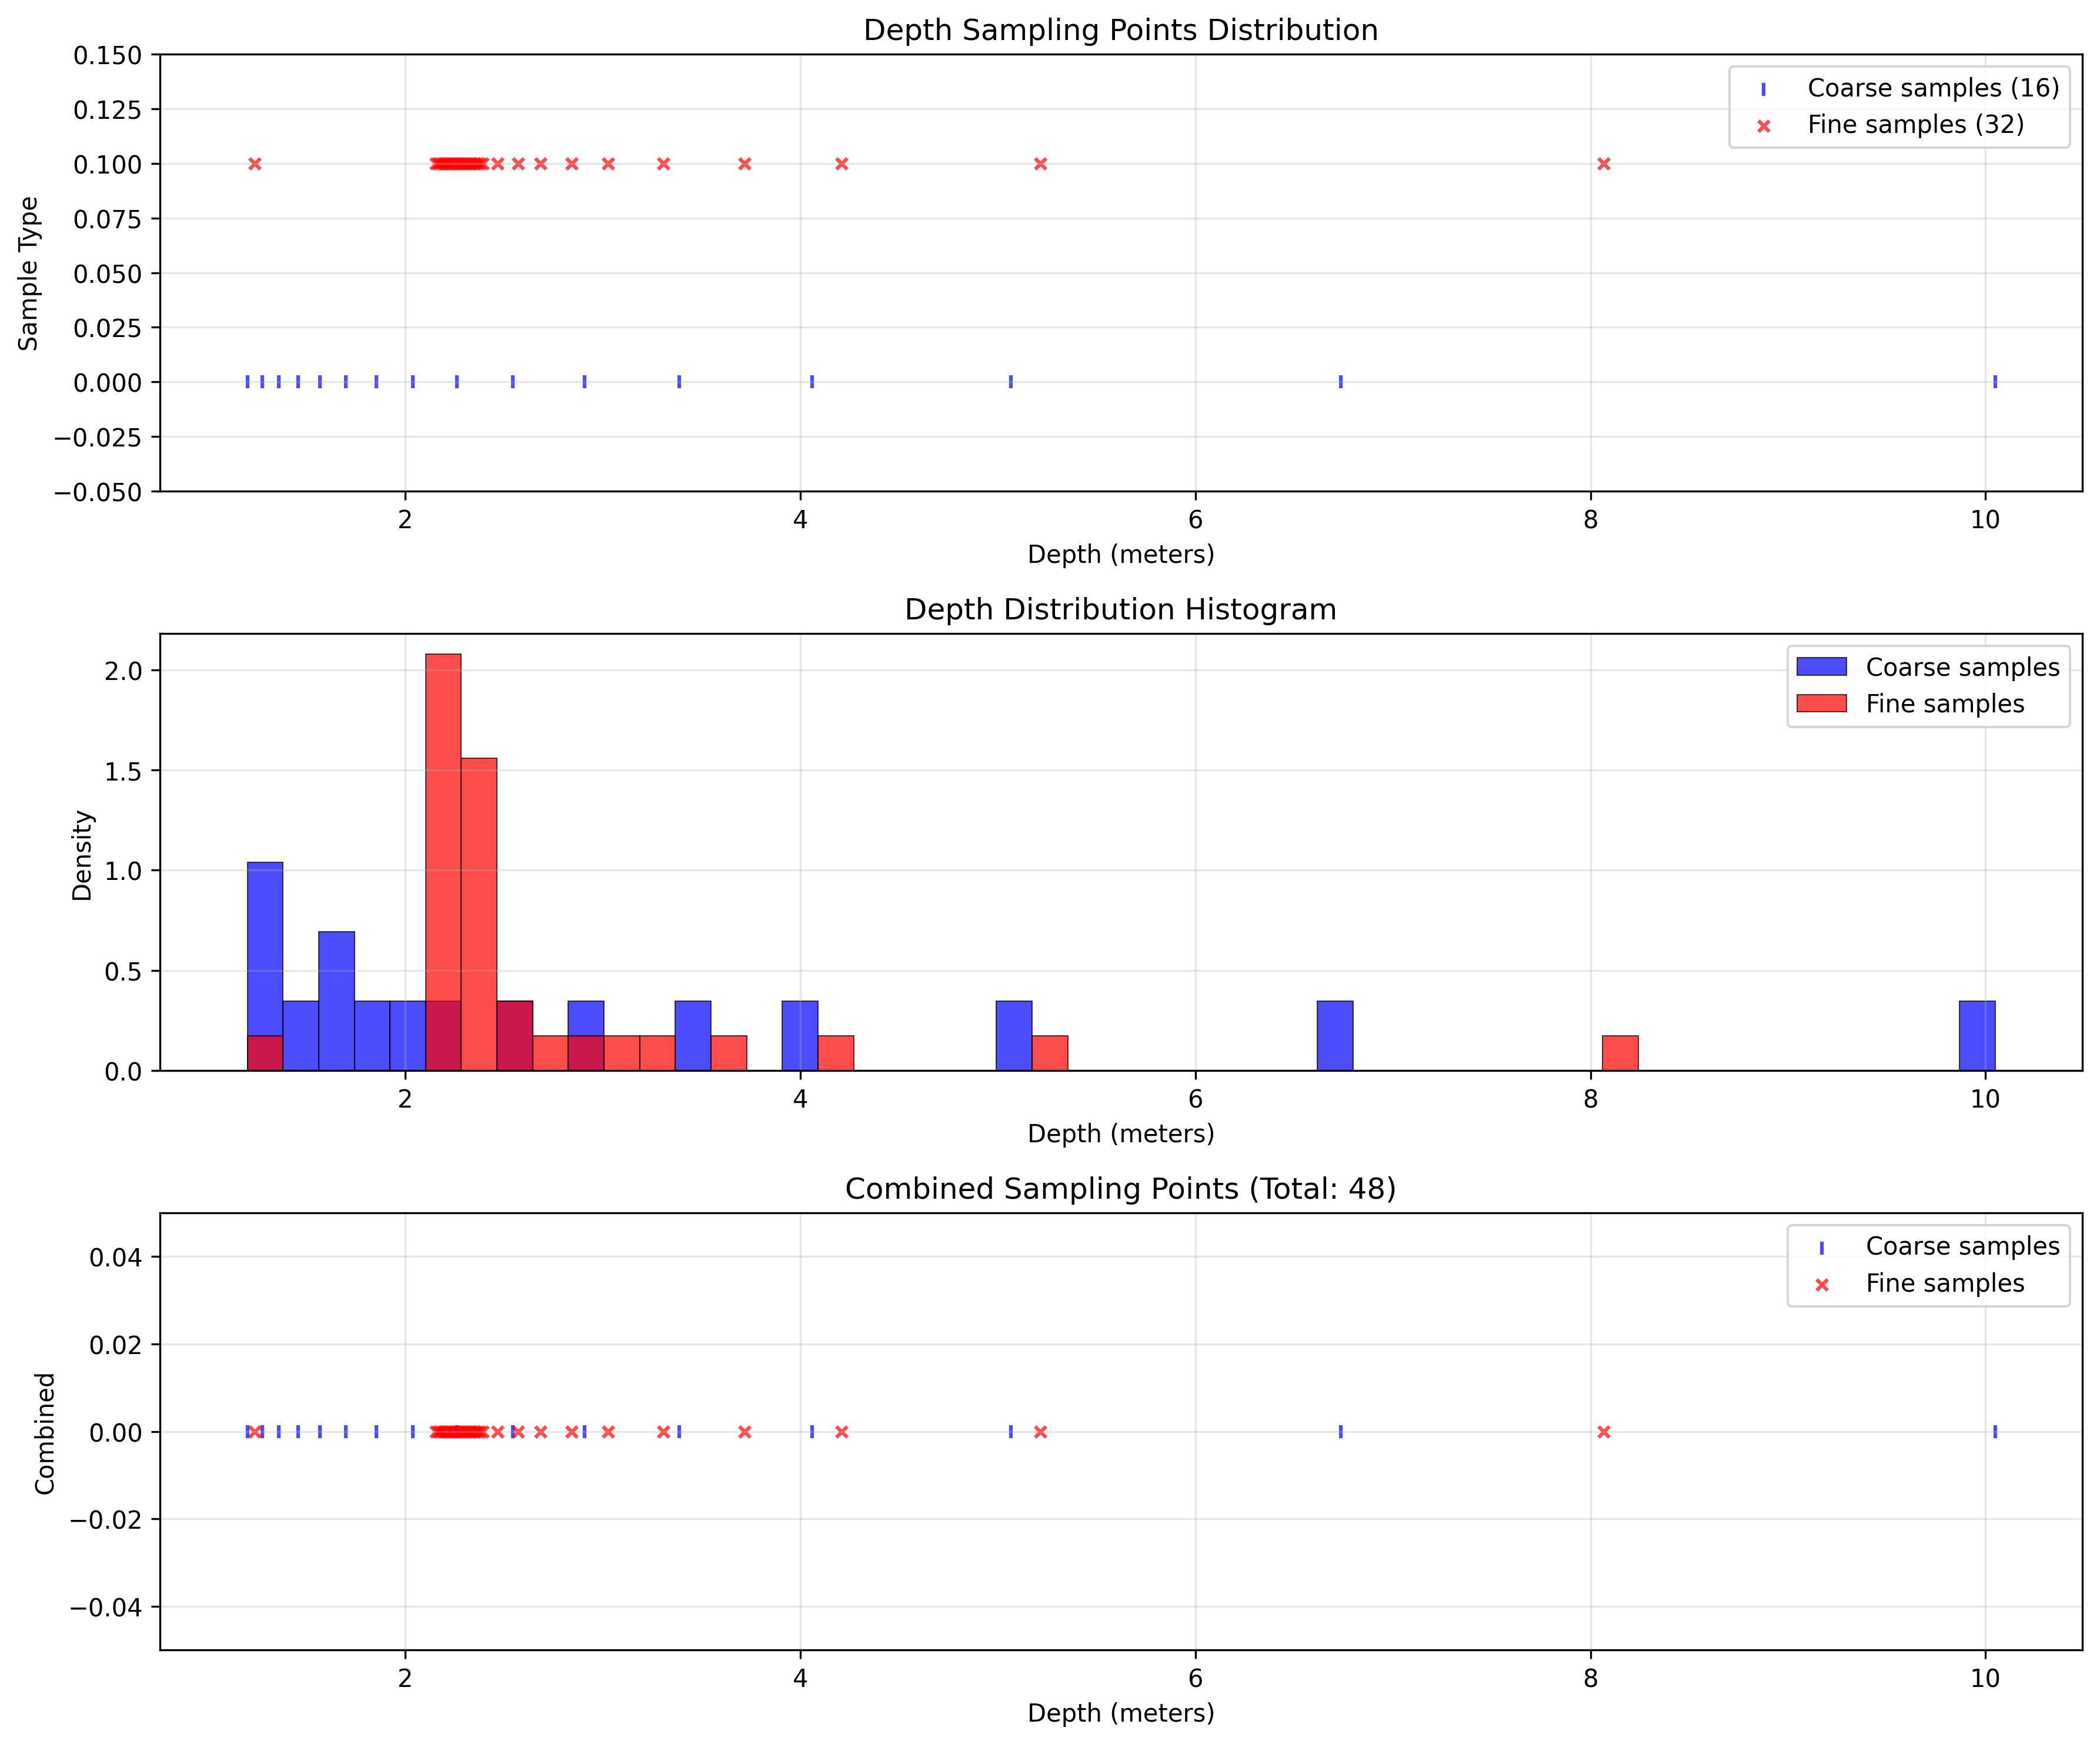 Depth Sampling Points Distribution
0.150
0.125
0.100
0.075
0.050
0.025
0.000
−0.025
−0.050
Sample Type
Coarse samples (16)
Fine samples (32)
2 4 6 8 10
Depth (meters)
Depth Distribution Histogram
2.0
1.5
1.0
0.5
0.0
Density
Coarse samples
Fine samples
2 4 6 8 10
Depth (meters)
Combined Sampling Points (Total: 48)
0.04
0.02
0.00
−0.02
−0.04
Combined
Coarse samples
Fine samples
2 4 6 8 10
Depth (meters)